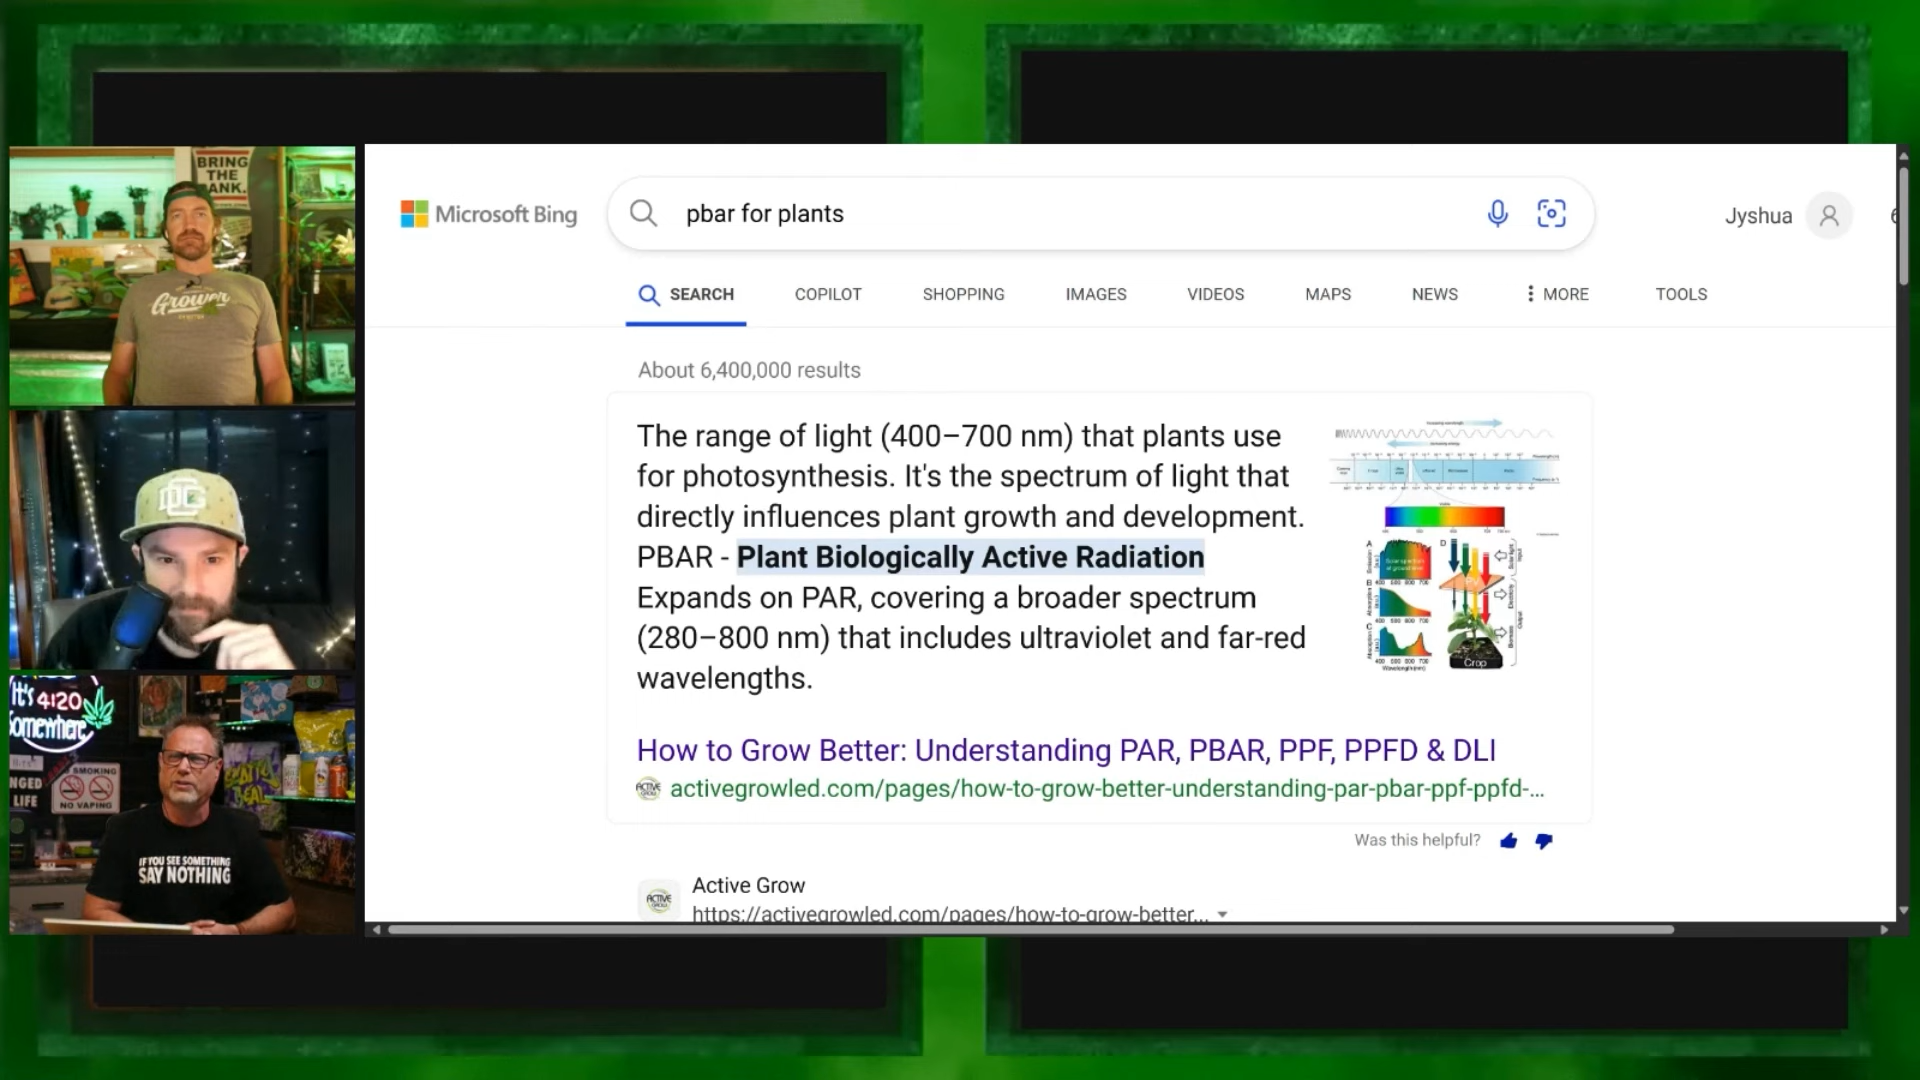 BRING
THE
ANK.
Grower
It's 4:20
Somewhere
NGED
LIFE
SMOKING
NO VAPING
IF YOU SEE SOMETHING
SAY NOTHING
Microsoft Bing
pbar for plants
Jyshua
SEARCH
COPILOT
SHOPPING
IMAGES
VIDEOS
MAPS
NEWS
MORE
TOOLS
About 6,400,000 results
The range of light (400–700 nm) that plants use
for photosynthesis. It's the spectrum of light that
directly influences plant growth and development.
PBAR - Plant Biologically Active Radiation
Expands on PAR, covering a broader spectrum
(280–800 nm) that includes ultraviolet and far-red
wavelengths.
Crop
How to Grow Better: Understanding PAR, PBAR, PPF, PPFD & DLI
ACTIVE
activegrowled.com/pages/how-to-grow-better-understanding-par-pbar-ppf-ppfd-...
Was this helpful?
ACTIVE
Active Grow
https://activegrowled.com/pages/how-to-grow-better...